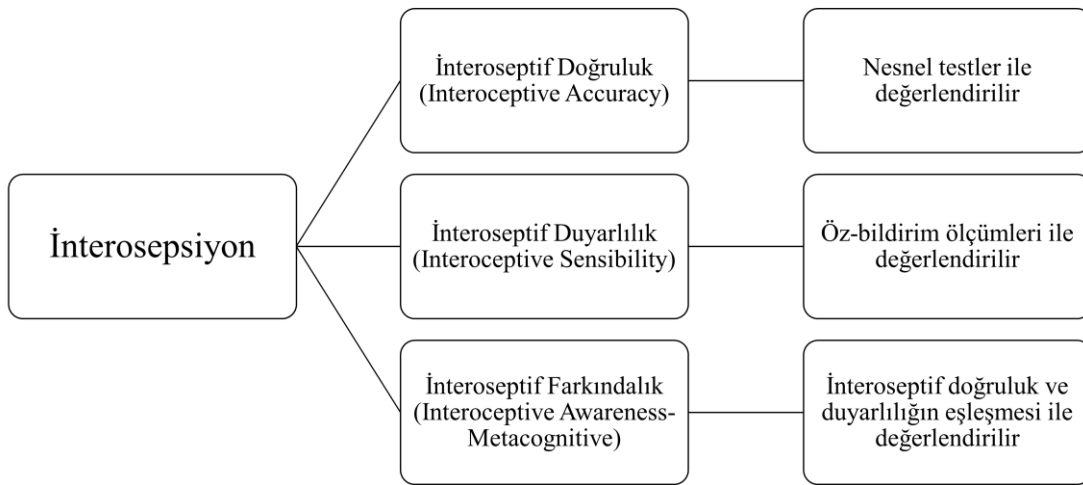 İnterosepsiyon
İnteroseptif Doğruluk
(Interoceptive Accuracy)
Nesnel testler ile
değerlendirilir
İnteroseptif Duyarlılık
(Interoceptive Sensibility)
Öz-bildirim ölçümleri ile
değerlendirilir
İnteroseptif Farkındalık
(Interoceptive Awareness-
Metacognitive)
İnteroseptif doğruluk ve
duyarlılığın eşleşmesi ile
değerlendirilir